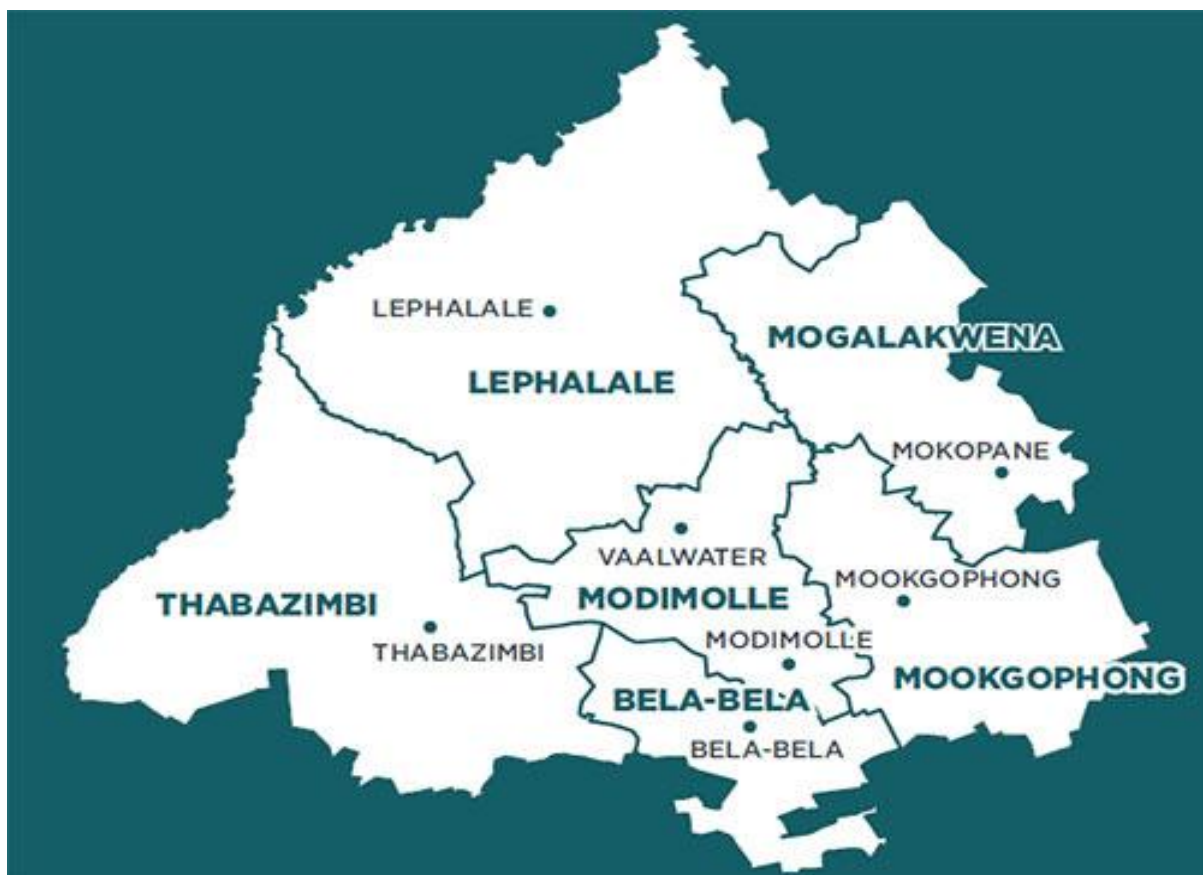 LEPHALALE
MOGALAKWENA
LEPHALALE
MOKOPANE
VAALWATER
MOOKGOPHONG
THABAZIMBI
MODIMOLLE
THABAZIMBI
MODIMOLLE
MOOKGOPHONG
BELA-BELA
BELA-BELA